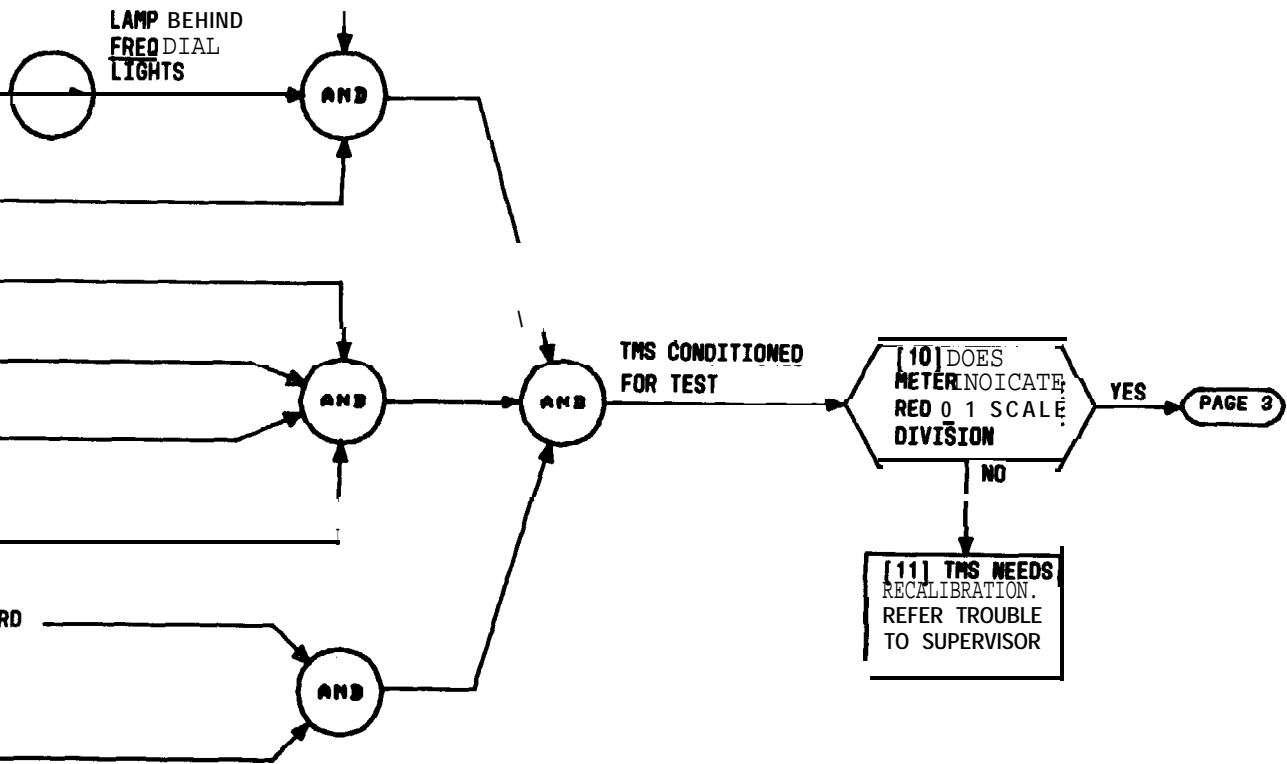 LAMP BEHIND
FREQ DIAL
LIGHTS
AND
AND
AND
TMS CONDITIONED
FOR TEST
[10] DOES
METER INOICATE
RED 0 1 SCALE
DIVISION
YES
PAGE 3
NO
[11] TMS NEEDS
RECALIBRATION.
REFER TROUBLE
TO SUPERVISOR
RD
AND